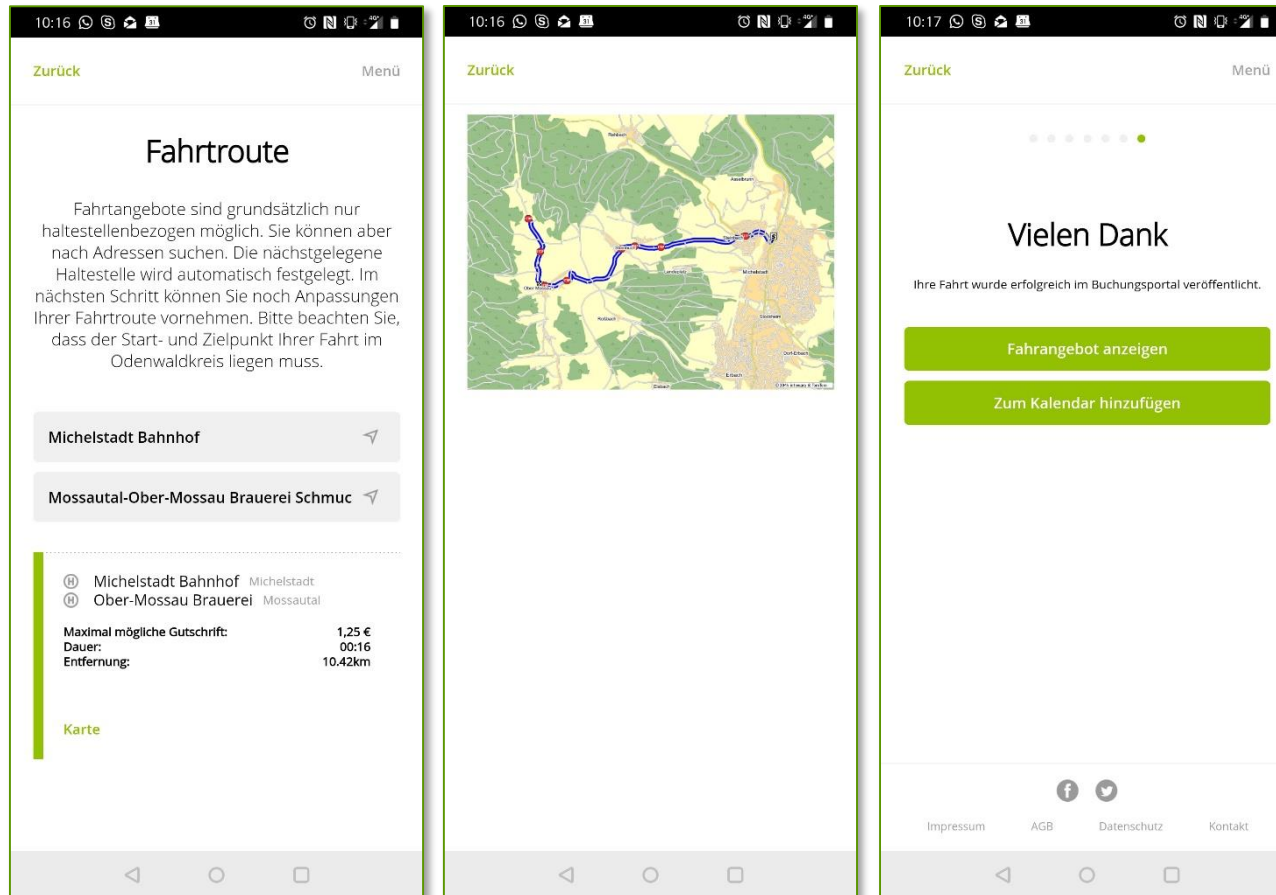 10:16
Zurück
Menü
Fahrtroute
Fahrtangebote sind grundsätzlich nur
haltestellenbezogen möglich. Sie können aber
nach Adressen suchen. Die nächstgelegene
Haltestelle wird automatisch festgelegt. Im
nächsten Schritt können Sie noch Anpassungen
Ihrer Fahrtroute vornehmen. Bitte beachten Sie,
dass der Start- und Zielpunkt Ihrer Fahrt im
Odenwaldkreis liegen muss.
Michelstadt Bahnhof
Mossautal-Ober-Mossau Brauerei Schmuc
H Michelstadt Bahnhof Michelstadt
H Ober-Mossau Brauerei Mossautal
Maximal mögliche Gutschrift: 1,25 €
Dauer: 00:16
Entfernung: 10.42km
Karte
10:16
Zurück
Michelstadt
Erbach
10:17
Zurück
Menü
Vielen Dank
Ihre Fahrt wurde erfolgreich im Buchungsportal veröffentlicht.
Fahrangebot anzeigen
Zum Kalendar hinzufügen
Impressum AGB Datenschutz Kontakt